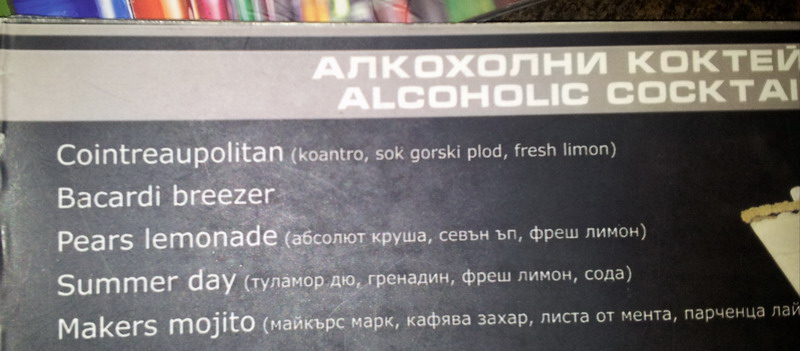 АЛКОХОЛНИ КОКТЕЙ
ALCOHOLIC COCKTAI
Cointreaupolitan (koantro, sok gorski plod, fresh limon)
Bacardi breezer
Pears lemonade (абсолют круша, севън ъп, фреш лимон)
Summer day (туламор дю, гренадин, фреш лимон, сода)
Makers mojito (майкърс марк, кафява захар, листа от мента, парченца лай